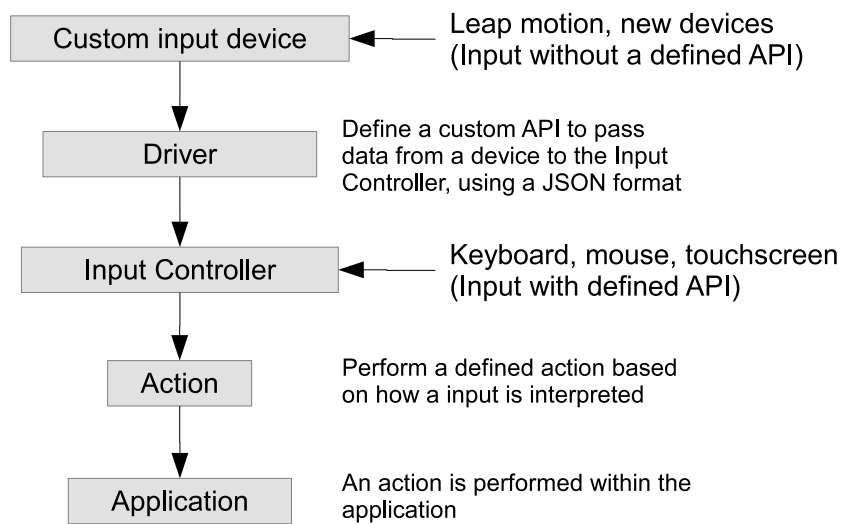 Custom input device
Leap motion, new devices
(Input without a defined API)
Driver
Define a custom API to pass
data from a device to the Input
Controller, using a JSON format
Input Controller
Keyboard, mouse, touchscreen
(Input with defined API)
Action
Perform a defined action based
on how a input is interpreted
Application
An action is performed within the
application